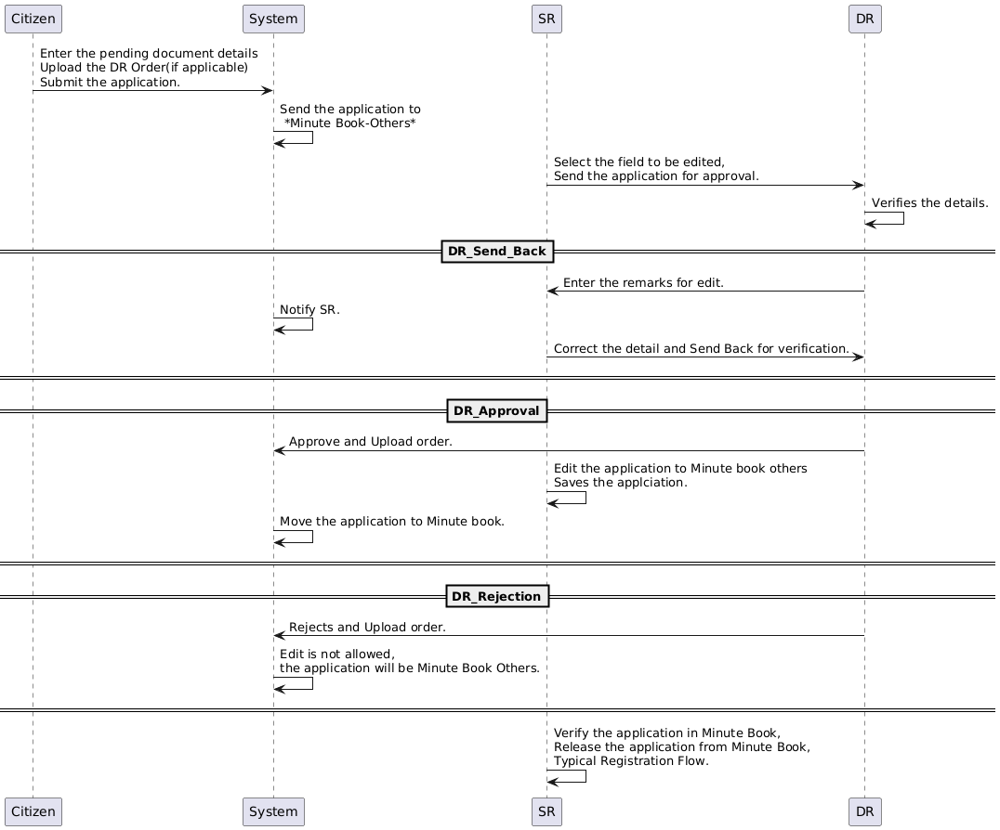 Citizen
System
SR
DR
Enter the pending document details
Upload the DR Order(if applicable)
Submit the application.
Send the application to
*Minute Book-Others*
Select the field to be edited,
Send the application for approval.
Verifies the details.
DR_Send_Back
Enter the remarks for edit.
Notify SR.
Correct the detail and Send Back for verification.
DR_Approval
Approve and Upload order.
Edit the application to Minute book others
Saves the applciation.
Move the application to Minute book.
DR_Rejection
Rejects and Upload order.
Edit is not allowed,
the application will be Minute Book Others.
Verify the application in Minute Book,
Release the application from Minute Book,
Typical Registration Flow.
Citizen
System
SR
DR